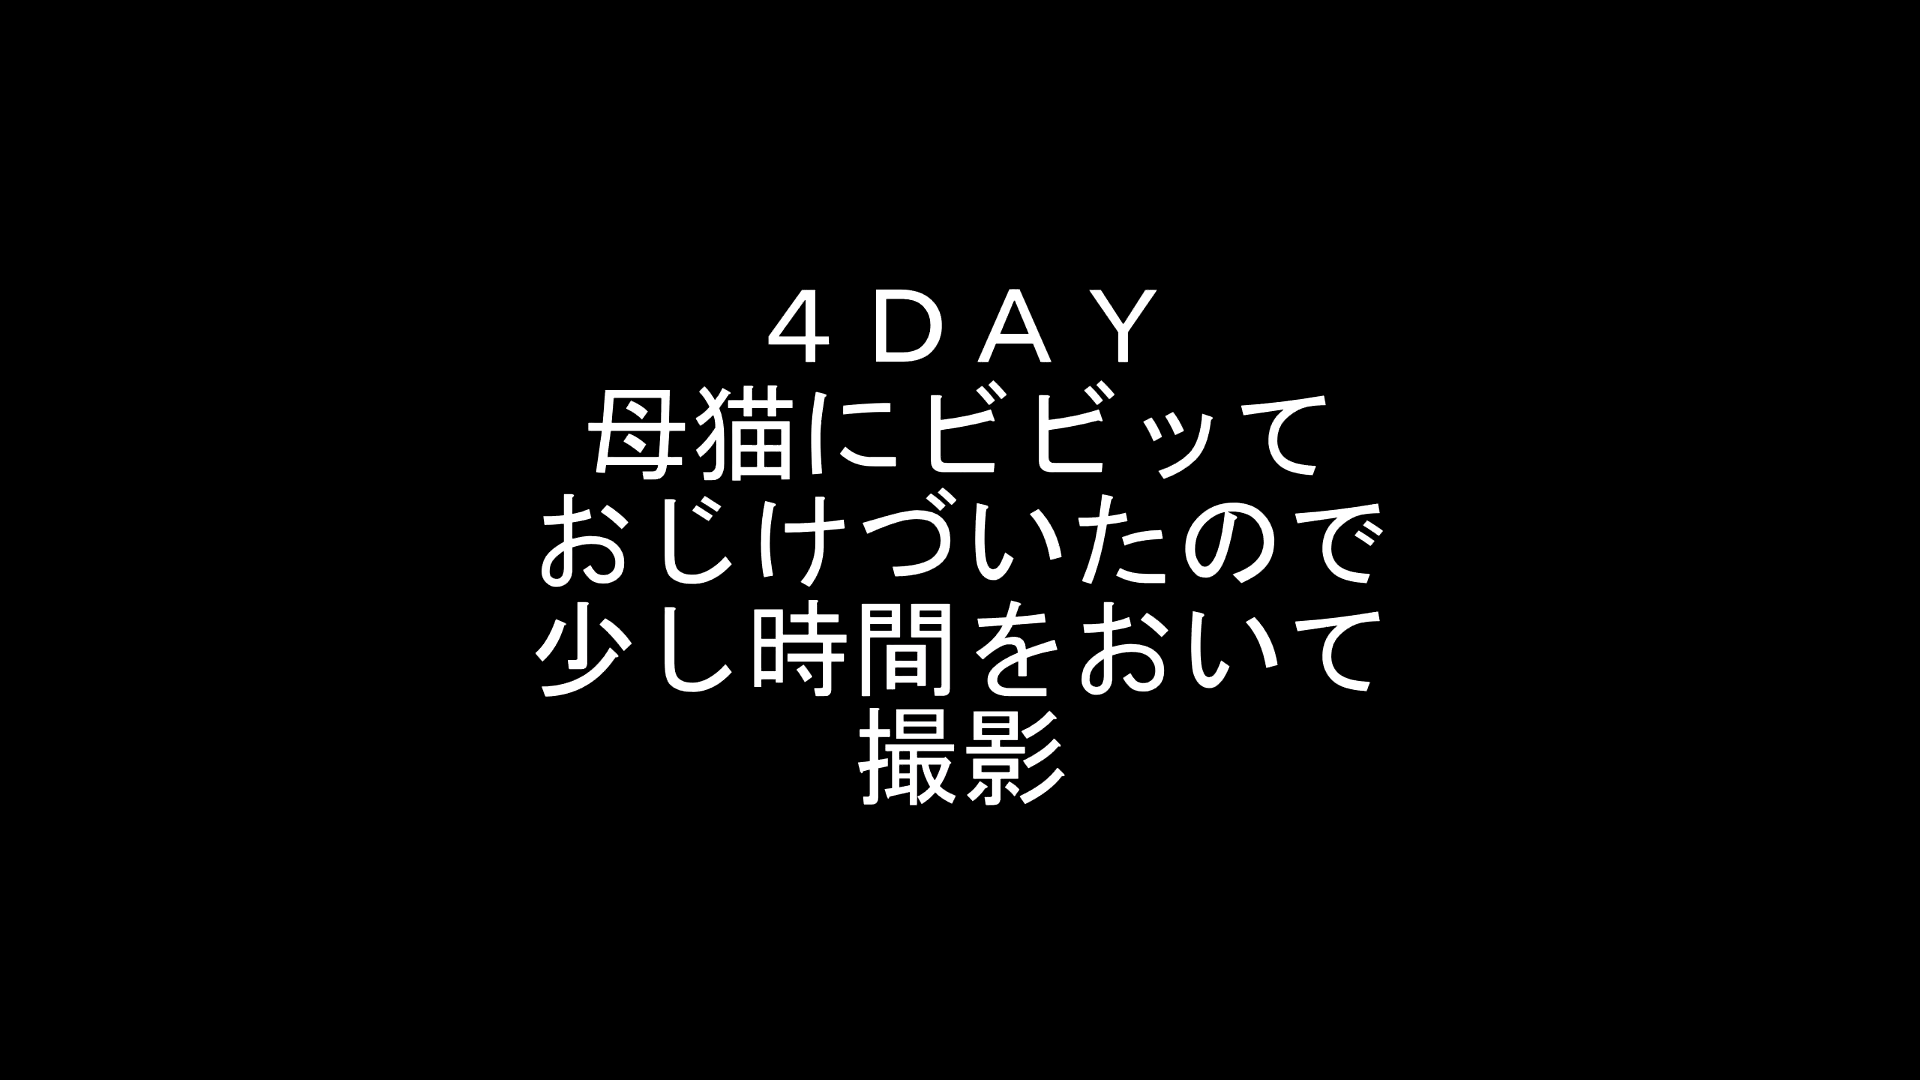 ４ＤＡＹ
母猫にビビッて
おじけづいたので
少し時間をおいて
撮影